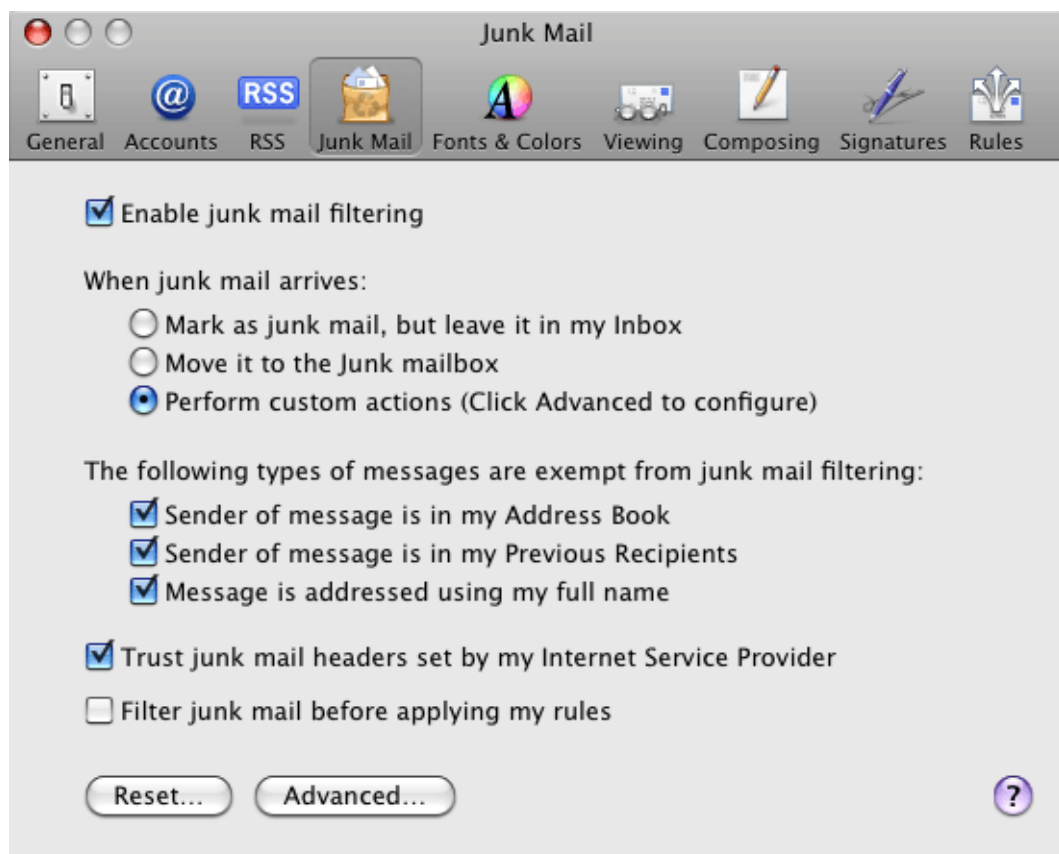 Junk Mail
@ RSS A
General Accounts RSS Junk Mail Fonts & Colors Viewing Composing Signatures Rules
Enable junk mail filtering
When junk mail arrives:
Mark as junk mail, but leave it in my Inbox
Move it to the Junk mailbox
Perform custom actions (Click Advanced to configure)
The following types of messages are exempt from junk mail filtering:
Sender of message is in my Address Book
Sender of message is in my Previous Recipients
Message is addressed using my full name
Trust junk mail headers set by my Internet Service Provider
Filter junk mail before applying my rules
Reset... Advanced... ?